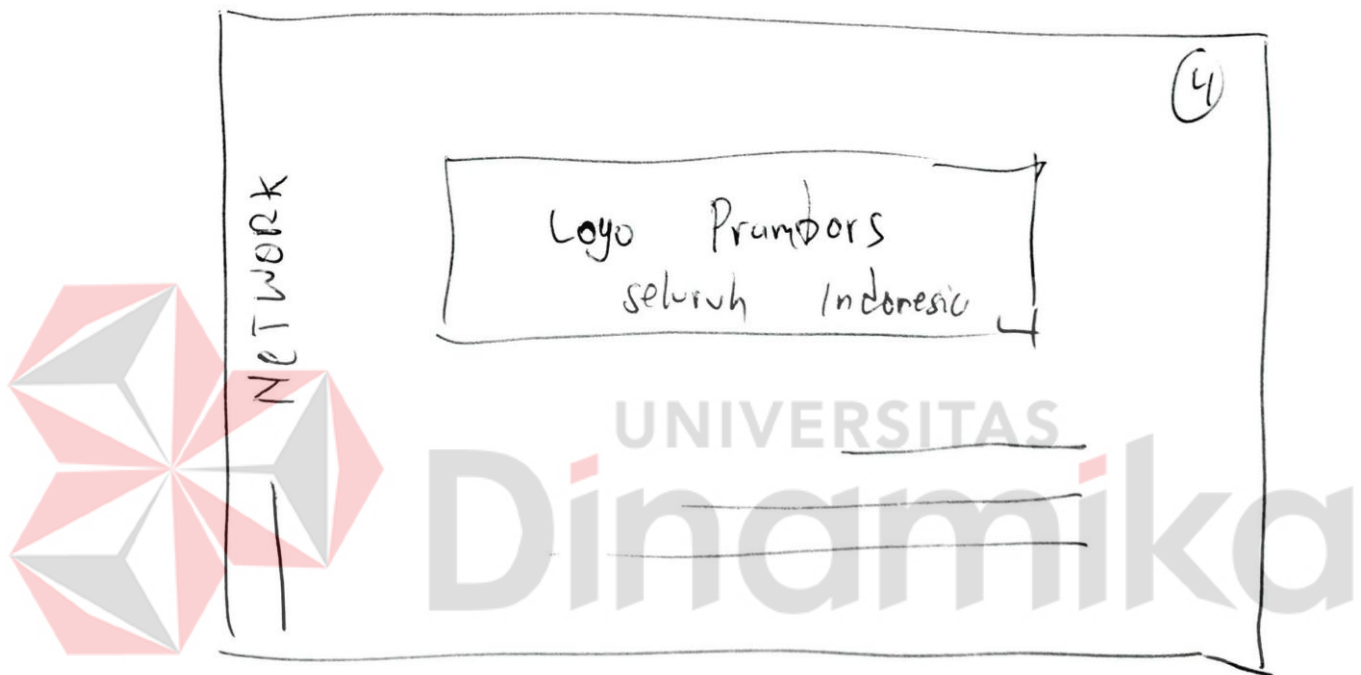 4
NETWORK
Logo Prambors
seluruh Indonesia
UNIVERSITAS
Dinamika